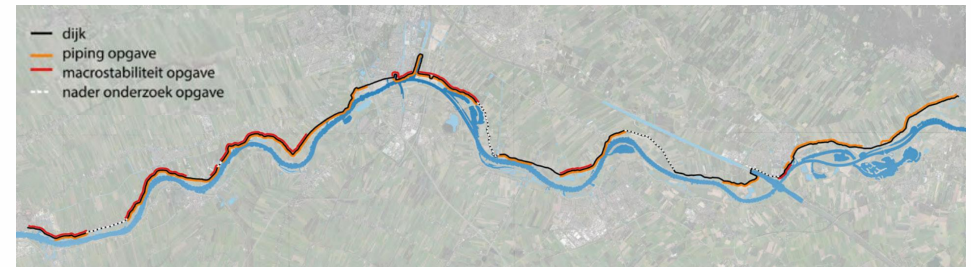 dijk
piping opgave
macrostabiliteit opgave
nader onderzoek opgave